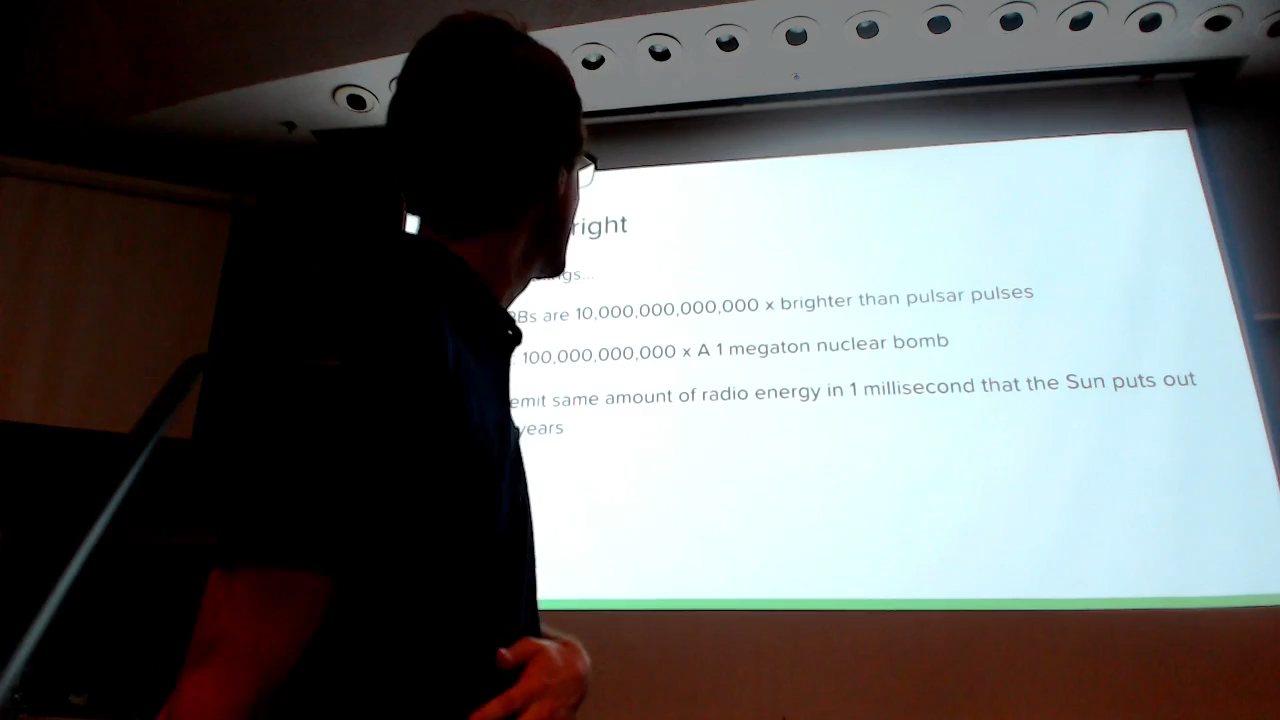 right
gs...
Bs are 10,000,000,000,000 x brighter than pulsar pulses
100,000,000,000 x A 1 megaton nuclear bomb
emit same amount of radio energy in 1 millisecond that the Sun puts out
years